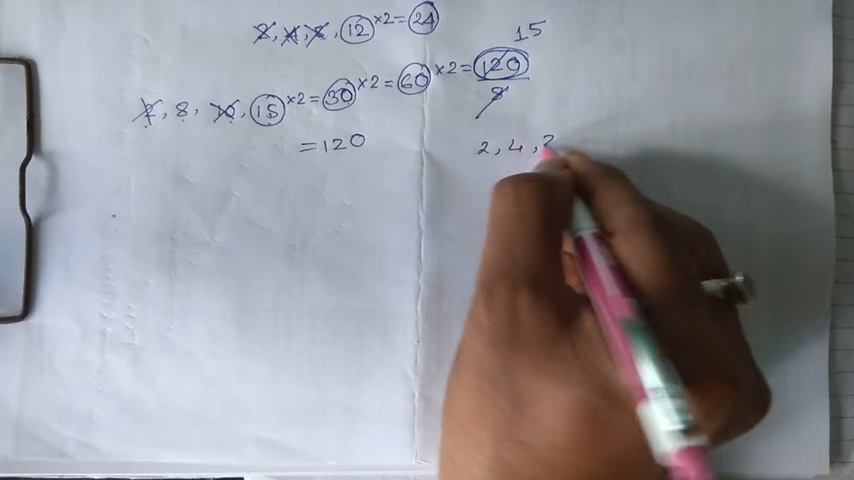 2, 4, 8, 12 ×2= 24
15
2, 8, 10, 15 ×2= 30 ×2= 60 ×2= 120
8
=120
2, 4,